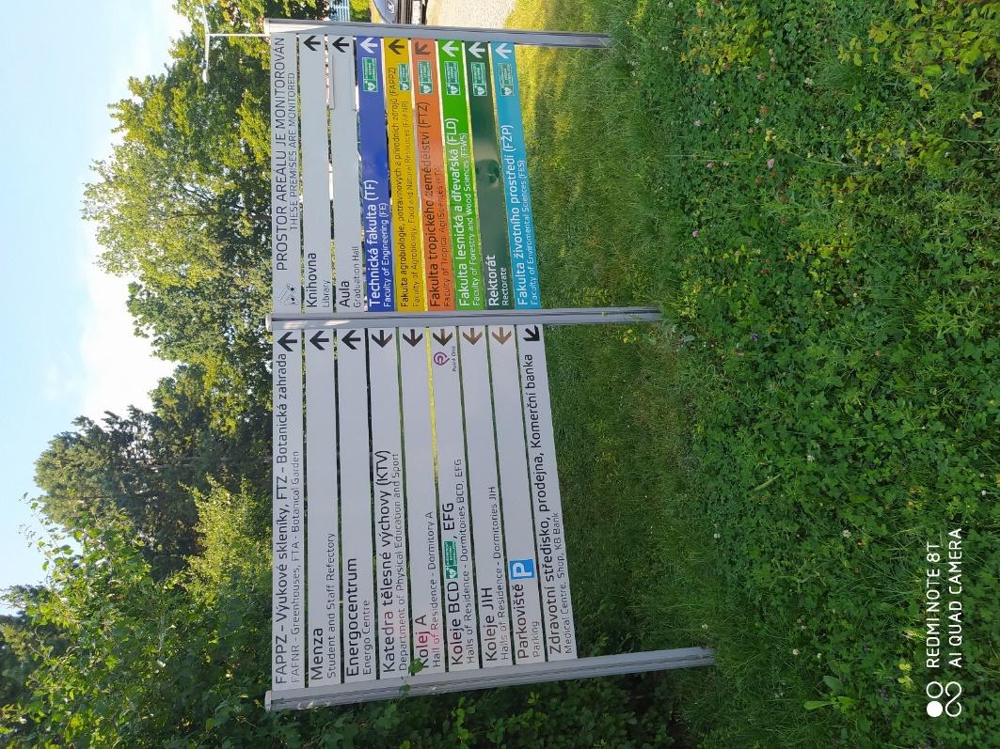 FAPPZ - Výukové skleníky, FTZ - Botanická zahrada
FAFNR - Greenhouses, FTA - Botanical Garden
Menza
Student and Staff Refectory
Energocentrum
Energo Centre
Katedra tělesné výchovy (KTV)
Department of Physical Education and Sport
Kolej A
Hall of Residence - Dormitory A
Koleje BCD, EFG
Halls of Residence - Dormitories BCD, EFG
Point One
Koleje JIH
Halls of Residence - Dormitories JIH
Parkoviště P
Parking
Zdravotní středisko, prodejna, Komerční banka
Medical Centre, Shop, KB Bank
PROSTOR AREÁLU JE MONITOROVÁN
THESE PREMISES ARE MONITORED
Knihovna
Library
Aula
Graduation Hall
Technická fakulta (TF)
Faculty of Engineering (FE)
Fakulta agrobiologie, potravinových a přírodních zdrojů (FAPPZ)
Faculty of Agrobiology, Food and Natural Resources (FAFNR)
Fakulta tropického zemědělství (FTZ)
Faculty of Tropical AgriSciences (FTA)
Fakulta lesnická a dřevařská (FLD)
Faculty of Forestry and Wood Sciences (FFWS)
Rektorát
Rectorate
Fakulta životního prostředí (FZP)
Faculty of Environmental Sciences (FES)
REDMI NOTE 8T
AI QUAD CAMERA